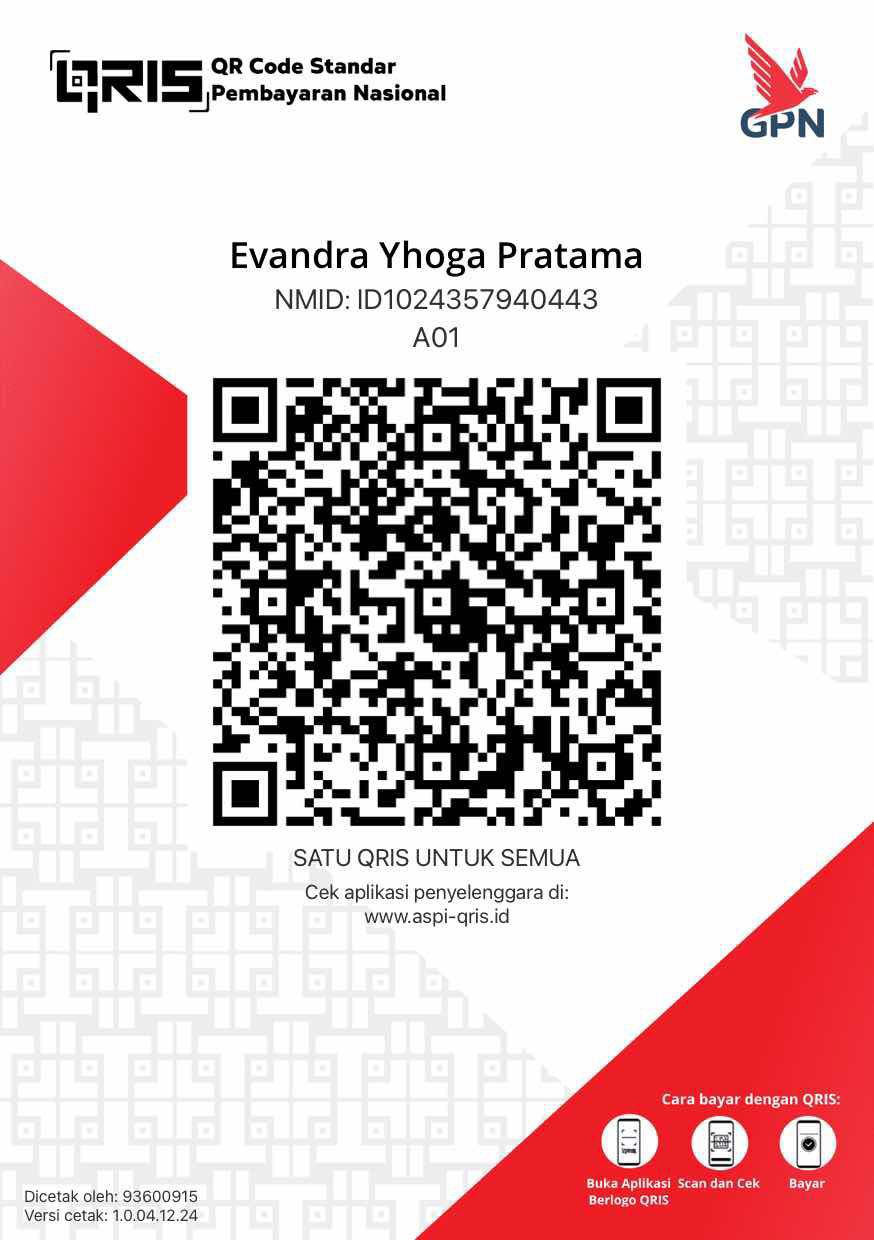 QRIS QR Code Standar
Pembayaran Nasional
GPN
Evandra Yhoga Pratama
NMID: ID1024357940443
A01
SATU QRIS UNTUK SEMUA
Cek aplikasi penyelenggara di:
www.aspi-qris.id
Cara bayar dengan QRIS:
Buka Aplikasi Berlogo QRIS
Scan dan Cek
Bayar
Dicetak oleh: 93600915
Versi cetak: 1.0.04.12.24